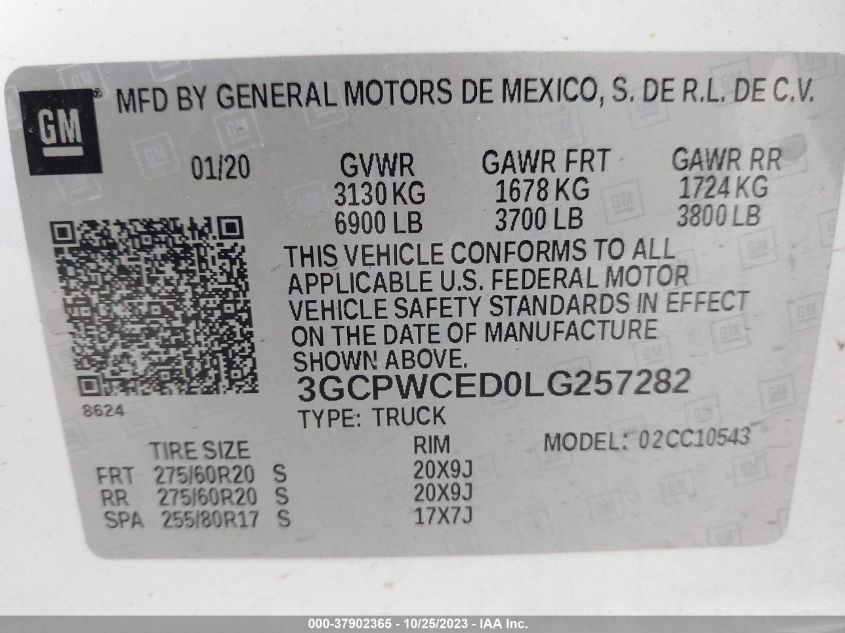 GM®
MFD BY GENERAL MOTORS DE MEXICO, S. DE R.L. DE C.V.
01/20 GVWR GAWR FRT GAWR RR
3130 KG 1678 KG 1724 KG
6900 LB 3700 LB 3800 LB
THIS VEHICLE CONFORMS TO ALL
APPLICABLE U.S. FEDERAL MOTOR
VEHICLE SAFETY STANDARDS IN EFFECT
ON THE DATE OF MANUFACTURE
SHOWN ABOVE.
3GCPWCED0LG257282
8624
TYPE: TRUCK
TIRE SIZE RIM MODEL: 02CC10543
FRT 275/60R20 S 20X9J
RR 275/60R20 S 20X9J
SPA 255/80R17 S 17X7J
000-37902365 - 10/25/2023 - IAA Inc.